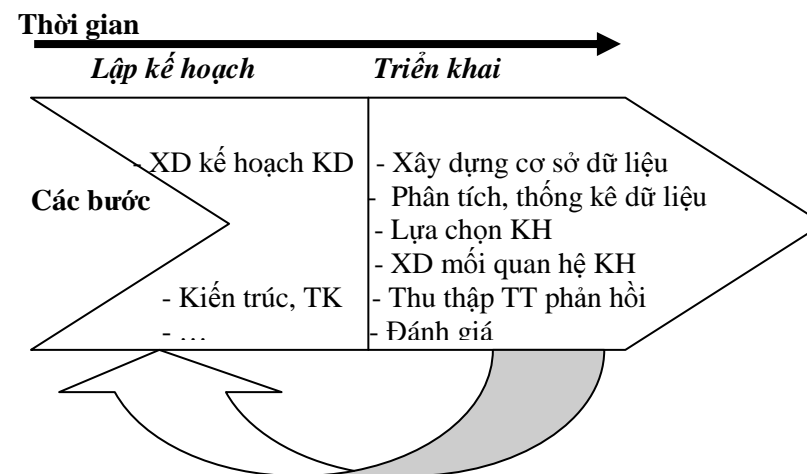 Thời gian
Lập kế hoạch
Triển khai
Các bước
- XD kế hoạch KD
- Kiến trúc, TK
- …
- Xây dựng cơ sở dữ liệu
- Phân tích, thống kê dữ liệu
- Lựa chọn KH
- XD mối quan hệ KH
- Thu thập TT phản hồi
- Đánh giá